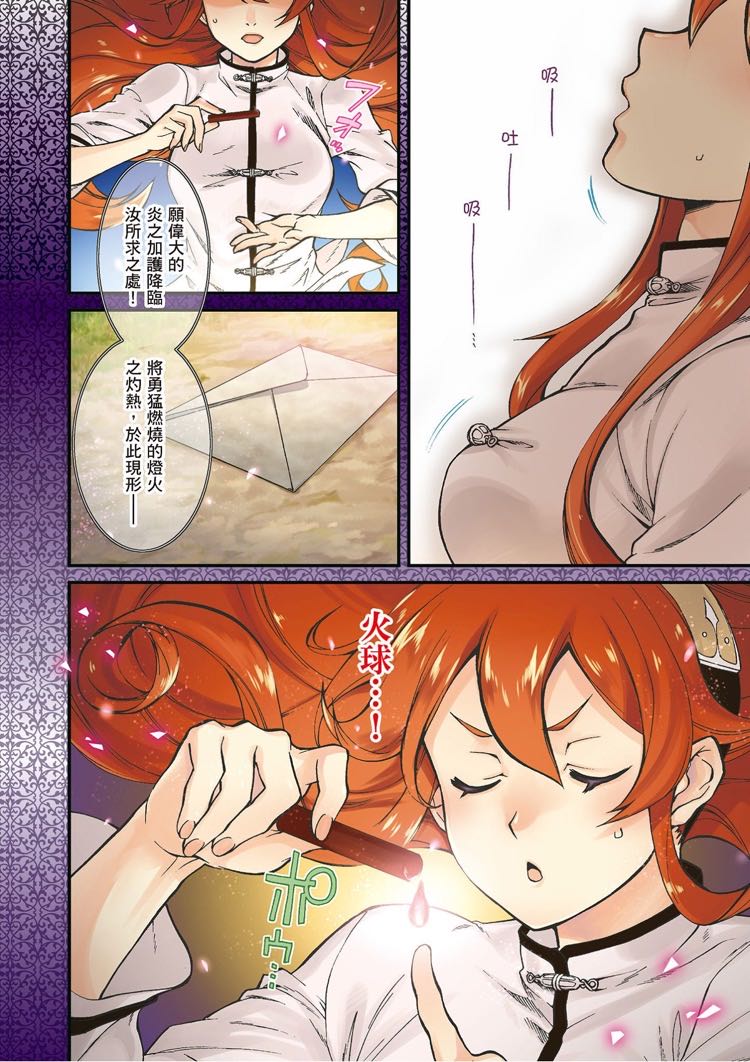 吸——
吐——
吸——…
フオッ
願偉大的
炎之加護降臨
汝所求之處！
將勇猛燃燒的燈火
之灼熱，於此現形——
火球…！
ポゥ…